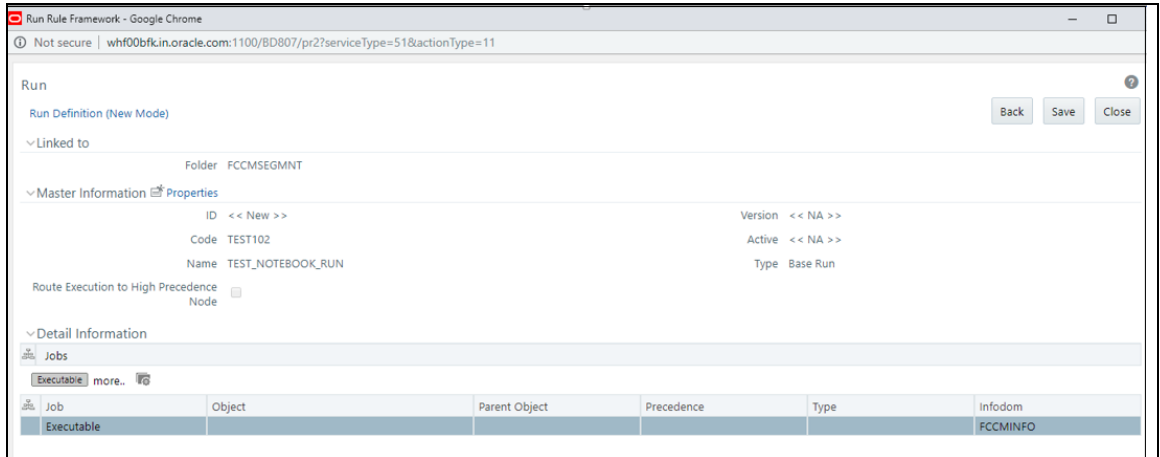 Run Rule Framework - Google Chrome
Not secure | whf00bfk.in.oracle.com:1100/BD807/pr2?serviceType=51&actionType=11
Run
Run Definition (New Mode) Back Save Close
Linked to
Folder FCCMSEGMNT
Master Information Properties
ID << New >> Version << NA >>
Code TEST102 Active << NA >>
Name TEST_NOTEBOOK_RUN Type Base Run
Route Execution to High Precedence
Node
Detail Information
Jobs
Executable more..
Job Object Parent Object Precedence Type Infodom
Executable FCCMINFO